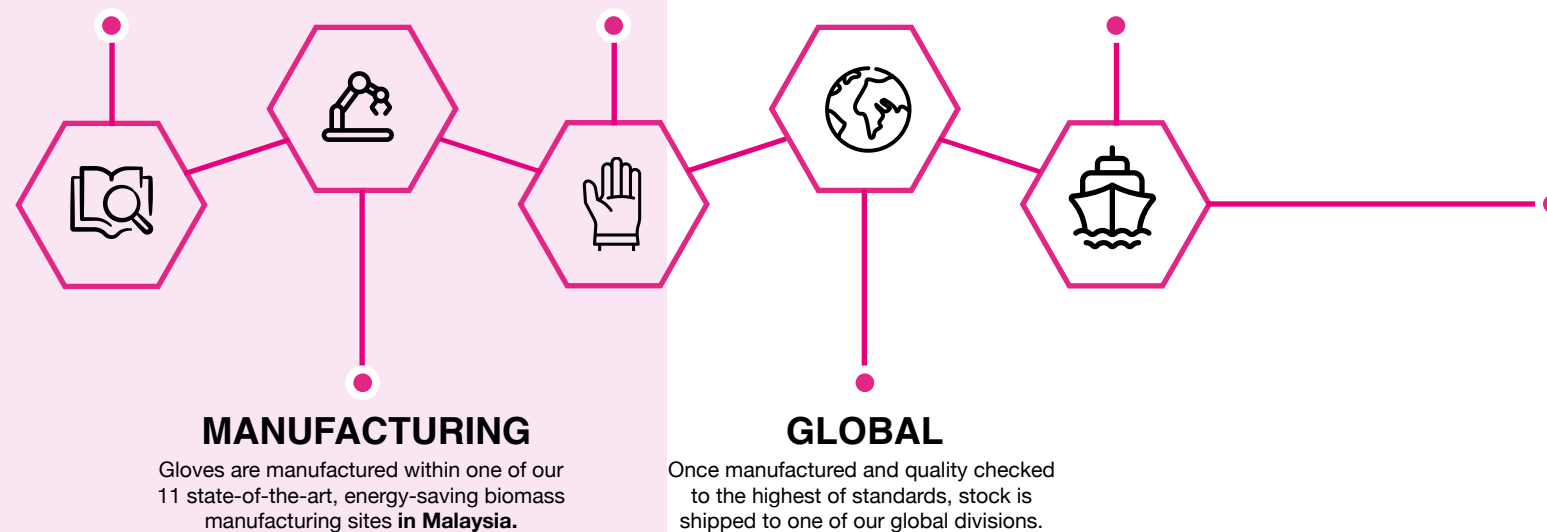 MANUFACTURING
Gloves are manufactured within one of our
11 state-of-the-art, energy-saving biomass
manufacturing sites in Malaysia.
GLOBAL
Once manufactured and quality checked
to the highest of standards, stock is
shipped to one of our global divisions.